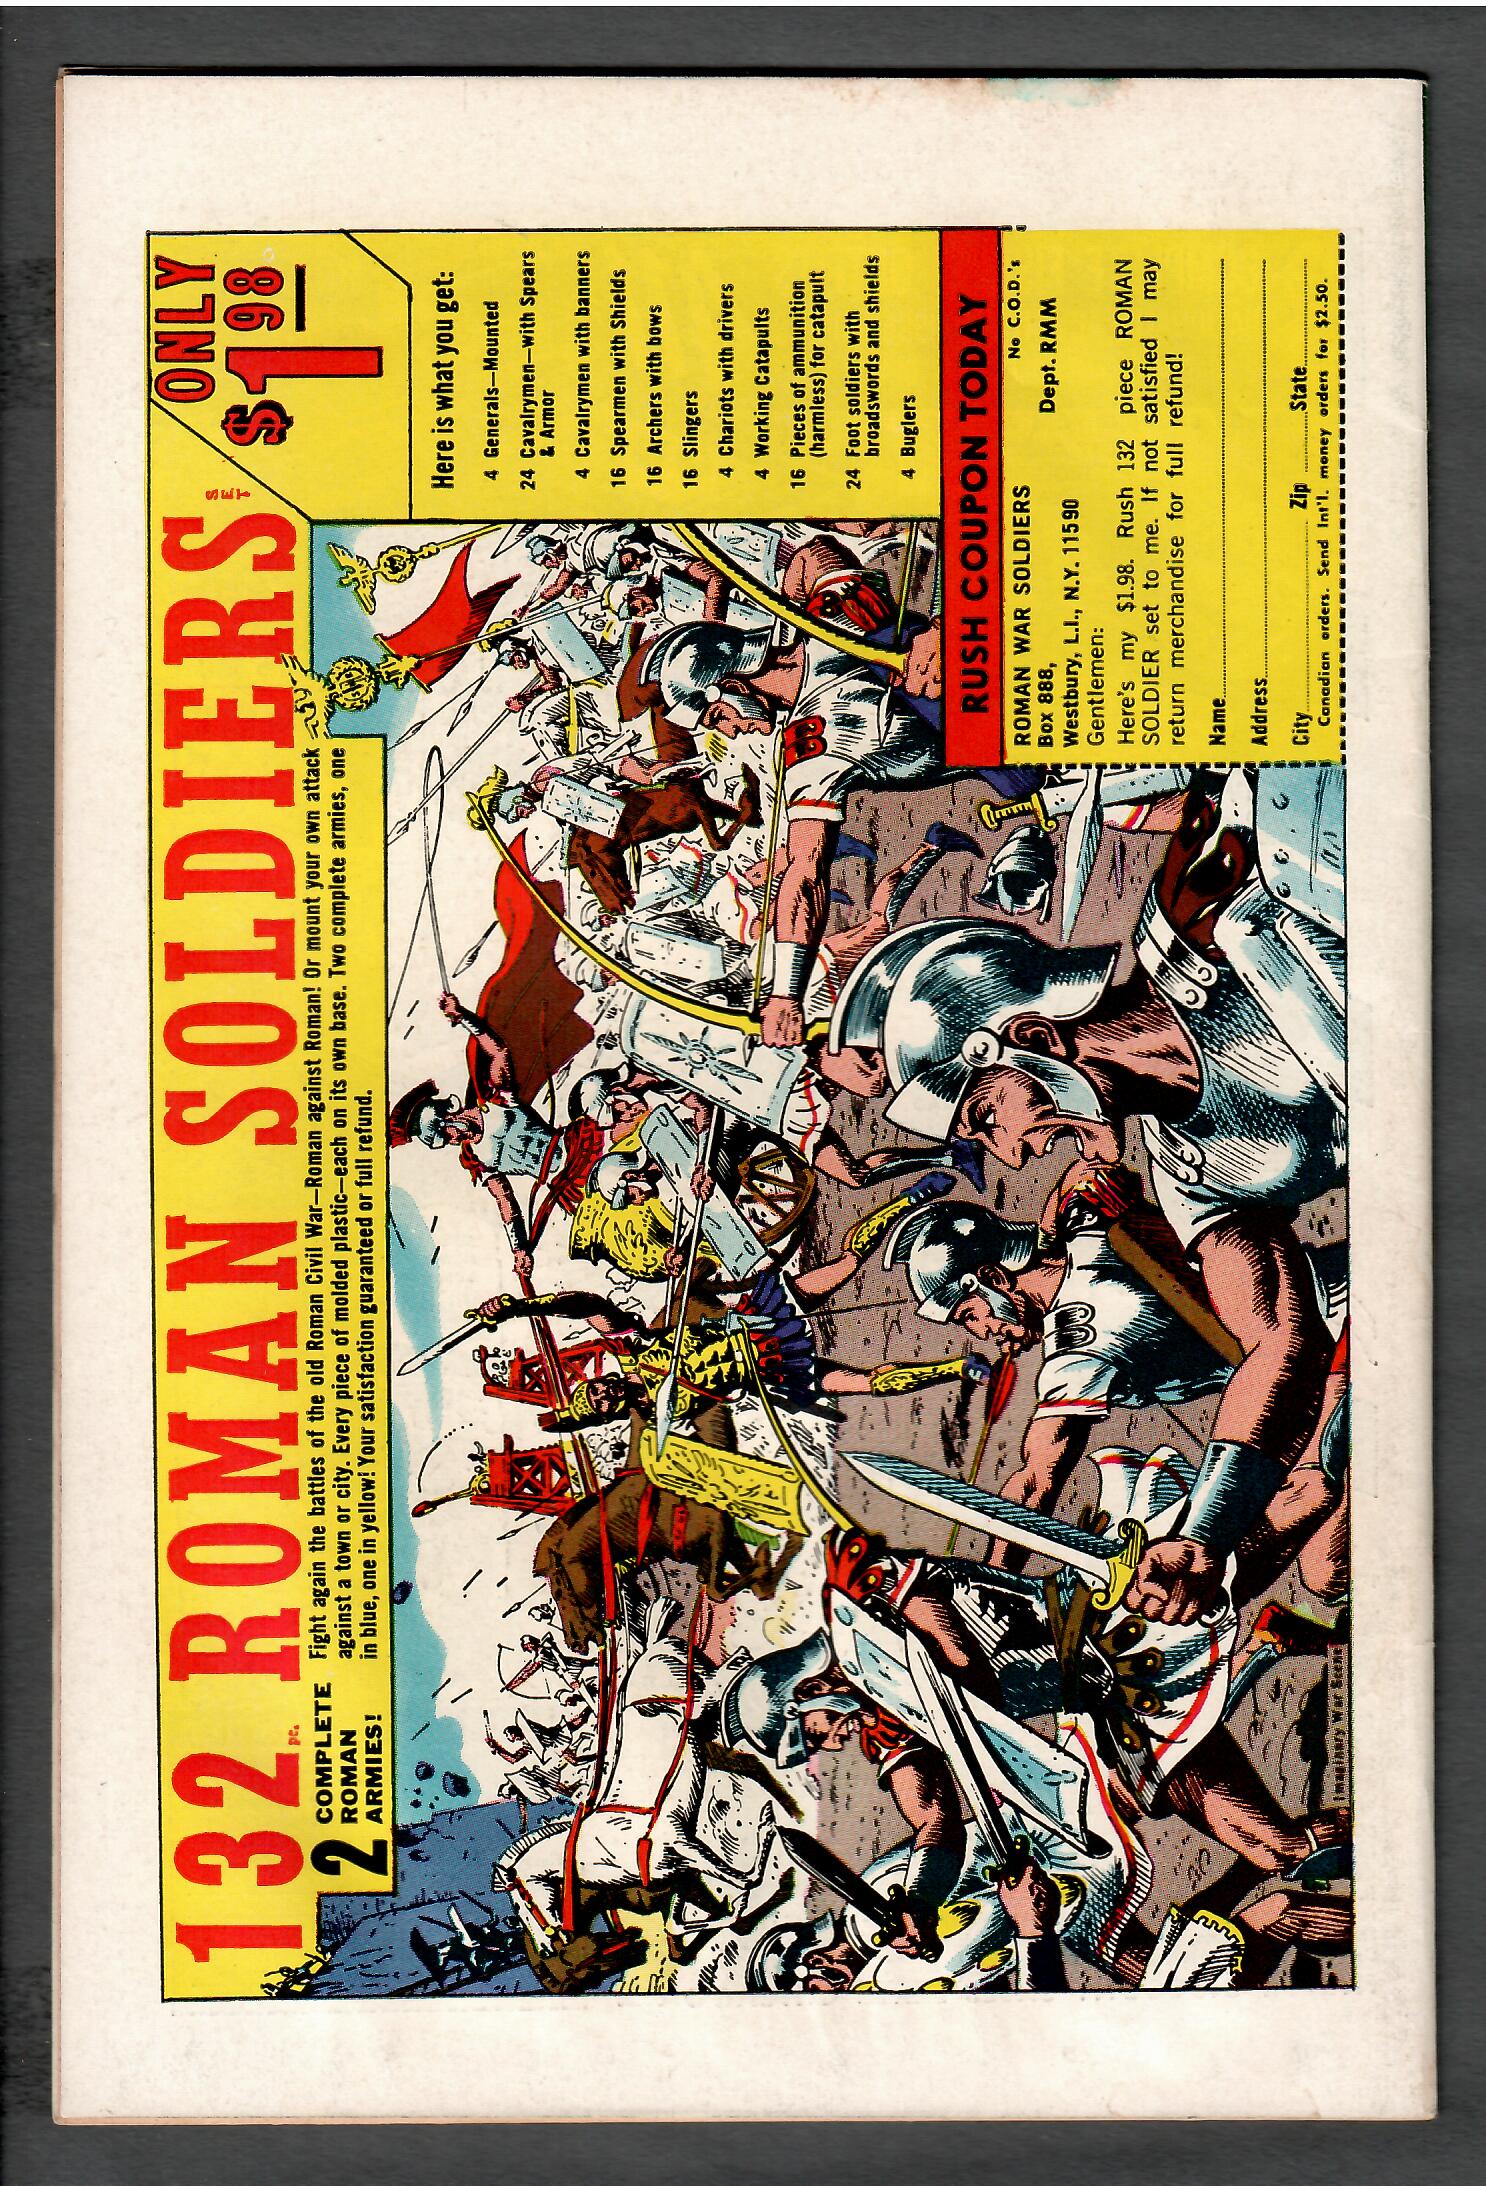 132 pc. ROMAN SOLDIERS SET
ONLY
$1 98
2 COMPLETE
ROMAN
ARMIES!
Fight again the battles of the old Roman Civil War—Roman against Roman! Or mount your own attack
against a town or city. Every piece of molded plastic—each on its own base. Two complete armies, one
in blue, one in yellow! Your satisfaction guaranteed or full refund.
Here is what you get:
4 Generals—Mounted
24 Cavalrymen—with Spears
& Armor
4 Cavalrymen with banners
16 Spearmen with Shields
16 Archers with bows
16 Slingers
4 Chariots with drivers
4 Working Catapults
16 Pieces of ammunition
(harmless) for catapult
24 Foot soldiers with
broadswords and shields
4 Buglers
RUSH COUPON TODAY
ROMAN WAR SOLDIERS No C.O.D.'s
Box 888, Dept. RMM
Westbury, L.I., N.Y. 11590
Gentlemen:
Here's my $1.98. Rush 132 piece ROMAN
SOLDIER set to me. If not satisfied I may
return merchandise for full refund!
Name
Address
City Zip State
Canadian orders. Send Int'l. money orders for $2.50.
Imaginary War Scene